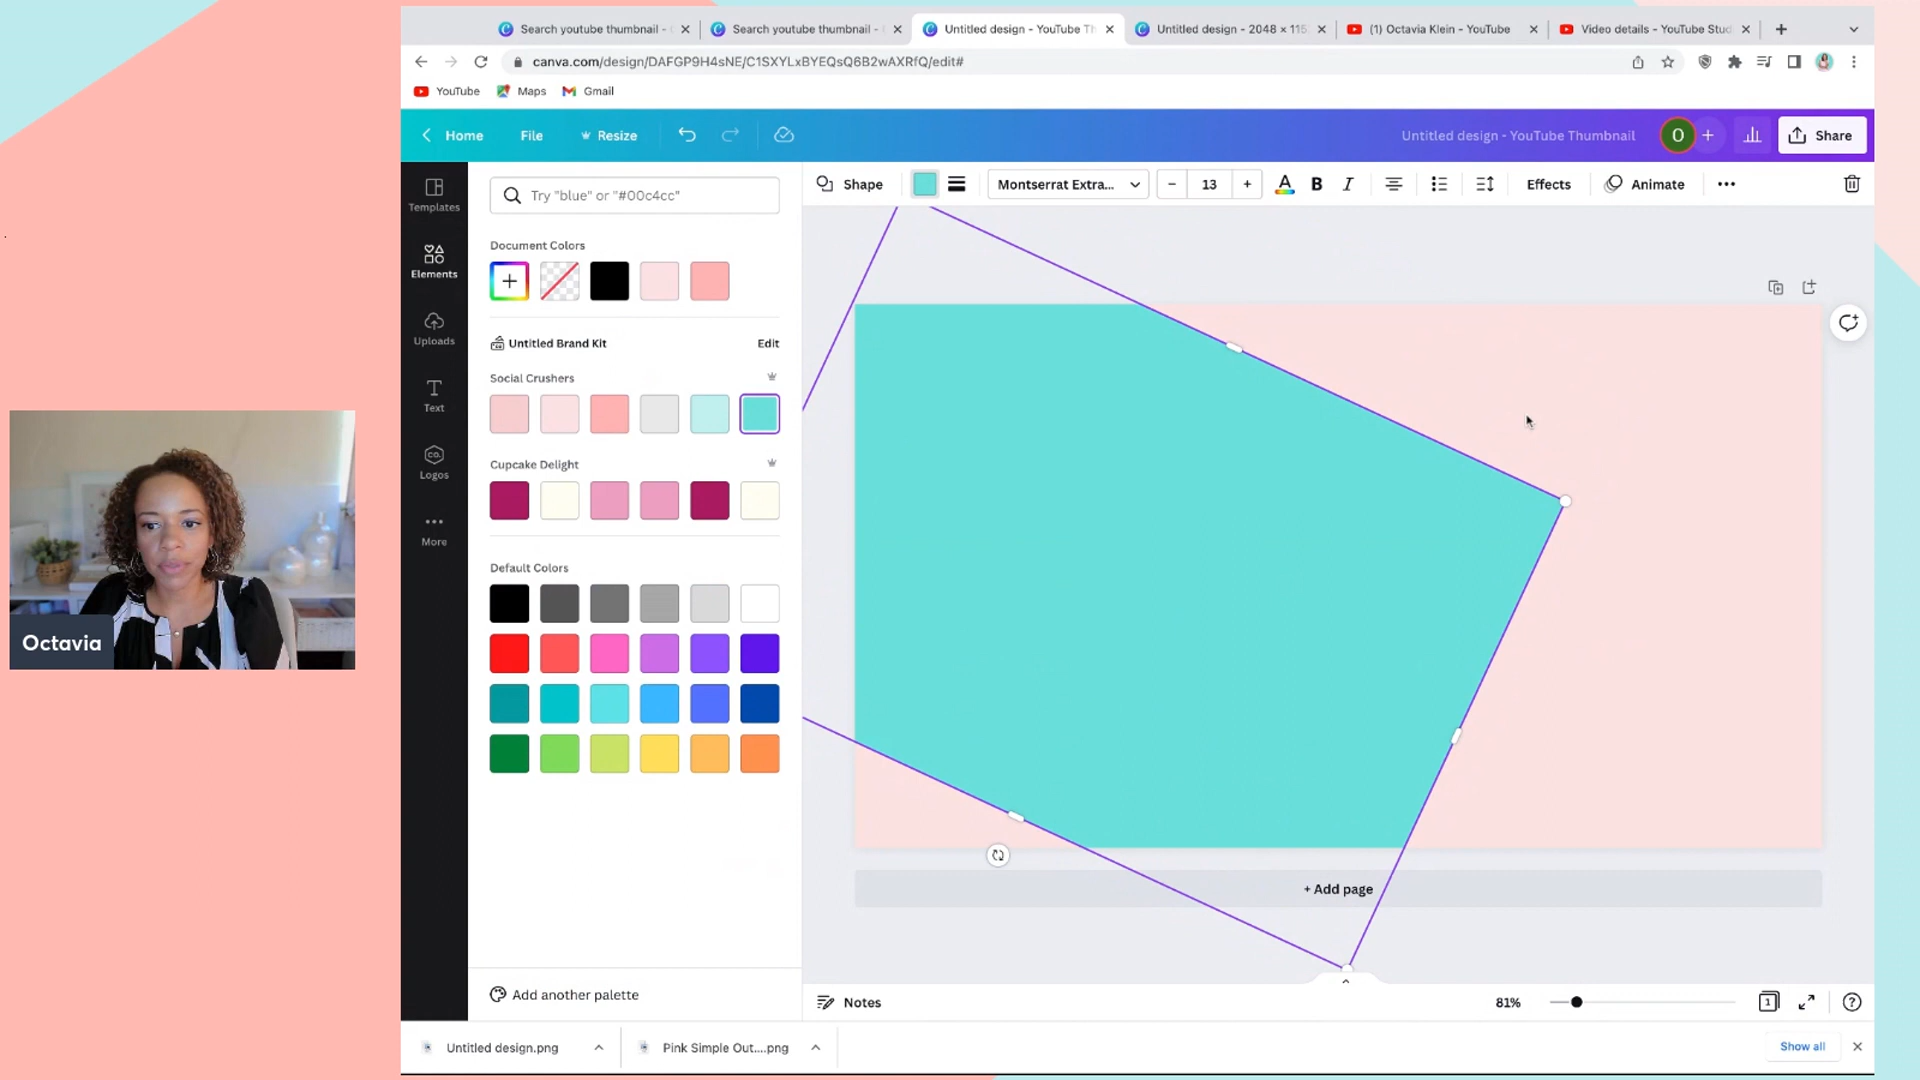 Search youtube thumbnail -
Search youtube thumbnail -
Untitled design - YouTube Th
Untitled design - 2048 × 115
(1) Octavia Klein - YouTube
Video details - YouTube Stud
canva.com/design/DAFGP9H4sNE/C1SXYLxBYEQsQ6B2wAXRfQ/edit#
YouTube
Maps
Gmail
Home
File
Resize
Untitled design - YouTube Thumbnail
O
Share
Templates
Elements
Uploads
Text
CO.
Logos
More
Try "blue" or "#00c4cc"
Document Colors
Untitled Brand Kit
Edit
Social Crushers
Cupcake Delight
Default Colors
Add another palette
Shape
Montserrat Extra...
13
A
B
I
Effects
Animate
+ Add page
Notes
81%
1
?
Octavia
Untitled design.png
Pink Simple Out....png
Show all